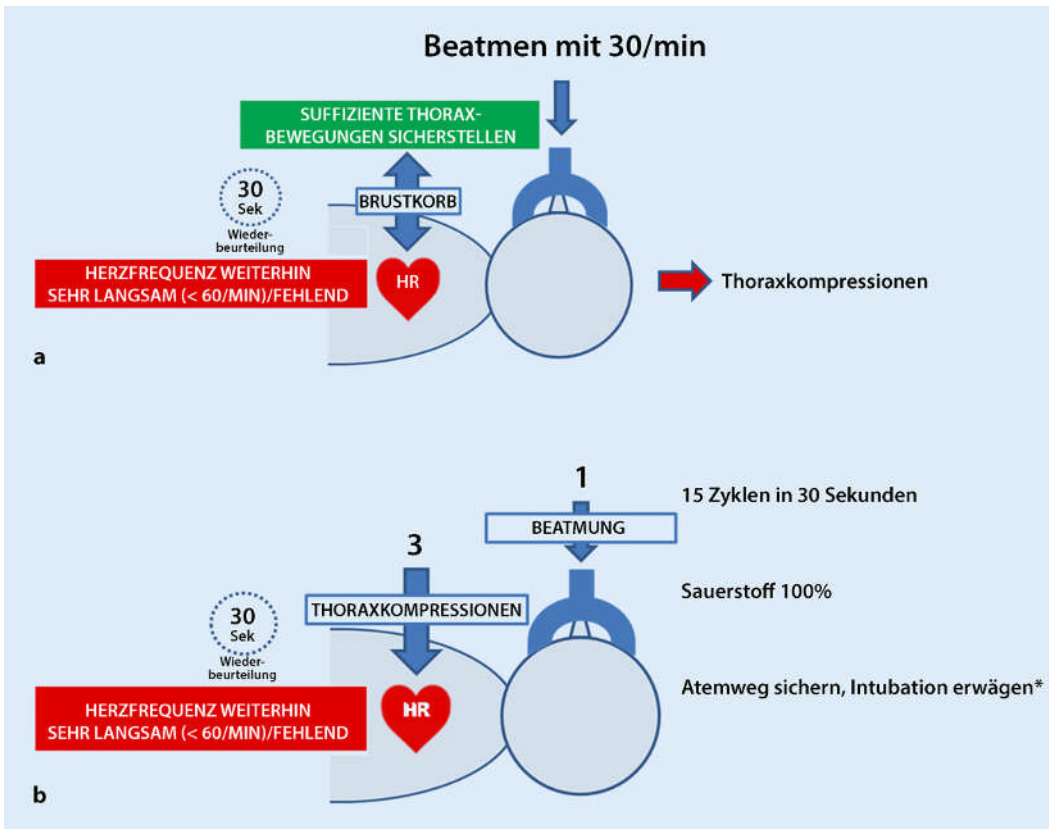 Beatmen mit 30/min
SUFFIZIENTE THORAX-
BEWEGUNGEN SICHERSTELLEN
30
Sek
Wieder-
beurteilung
BRUSTKORB
HERZFREQUENZ WEITERHIN
SEHR LANGSAM (< 60/MIN)/FEHLEND
HR
Thoraxkompressionen
a
1
15 Zyklen in 30 Sekunden
BEATMUNG
3
Sauerstoff 100%
THORAXKOMPRESSIONEN
30
Sek
Wieder-
beurteilung
Atemweg sichern, Intubation erwägen*
HERZFREQUENZ WEITERHIN
SEHR LANGSAM (< 60/MIN)/FEHLEND
HR
b